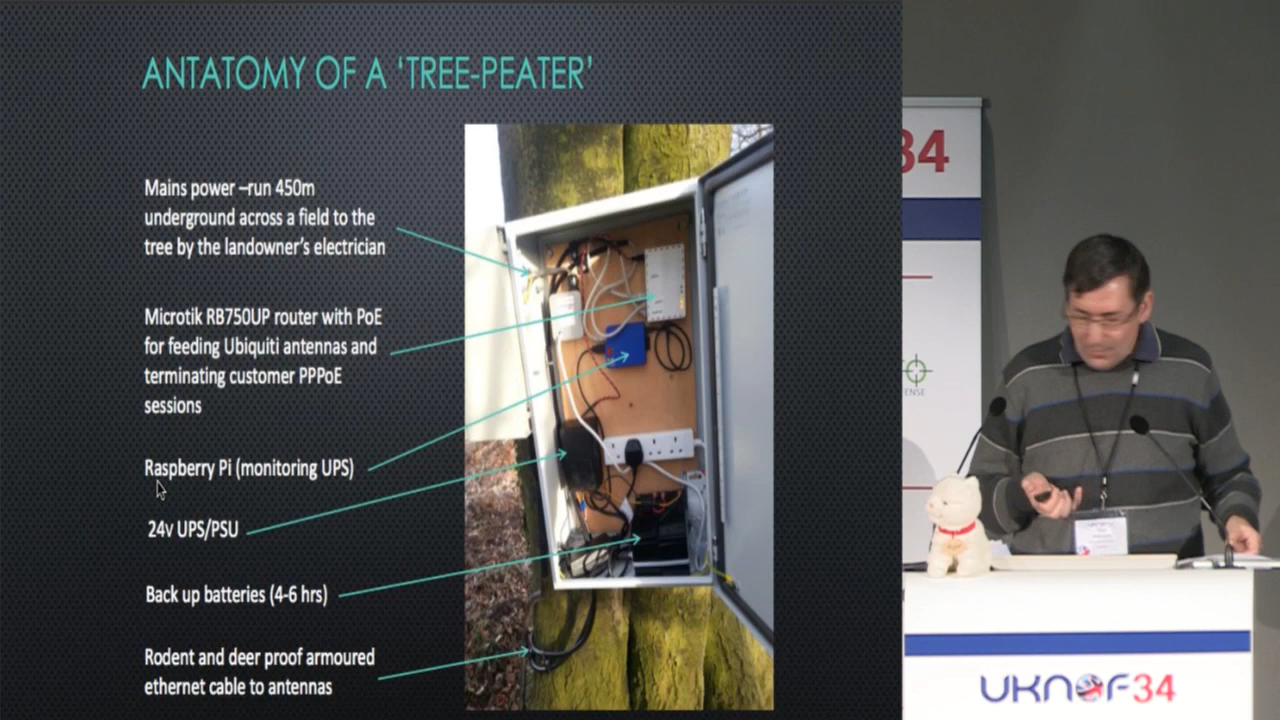 ANTATOMY OF A ‘TREE-PEATER’
Mains power –run 450m
underground across a field to the
tree by the landowner’s electrician
Microtik RB750UP router with PoE
for feeding Ubiquiti antennas and
terminating customer PPPoE
sessions
Raspberry Pi (monitoring UPS)
24v UPS/PSU
Back up batteries (4-6 hrs)
Rodent and deer proof armoured
ethernet cable to antennas
34
ENSE
UKNOF34